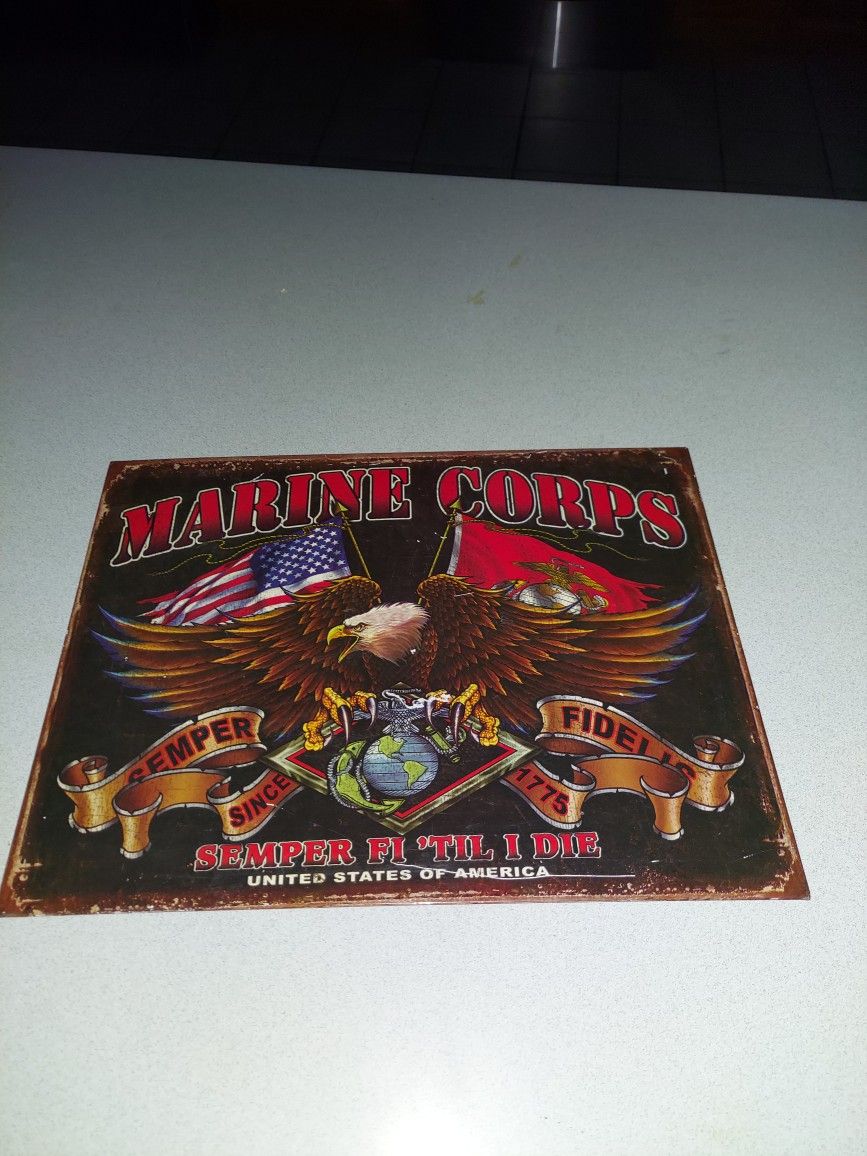 MARINE CORPS
SEMPER FIDELIS
SINCE 1775
SEMPER FI 'TIL I DIE
UNITED STATES OF AMERICA